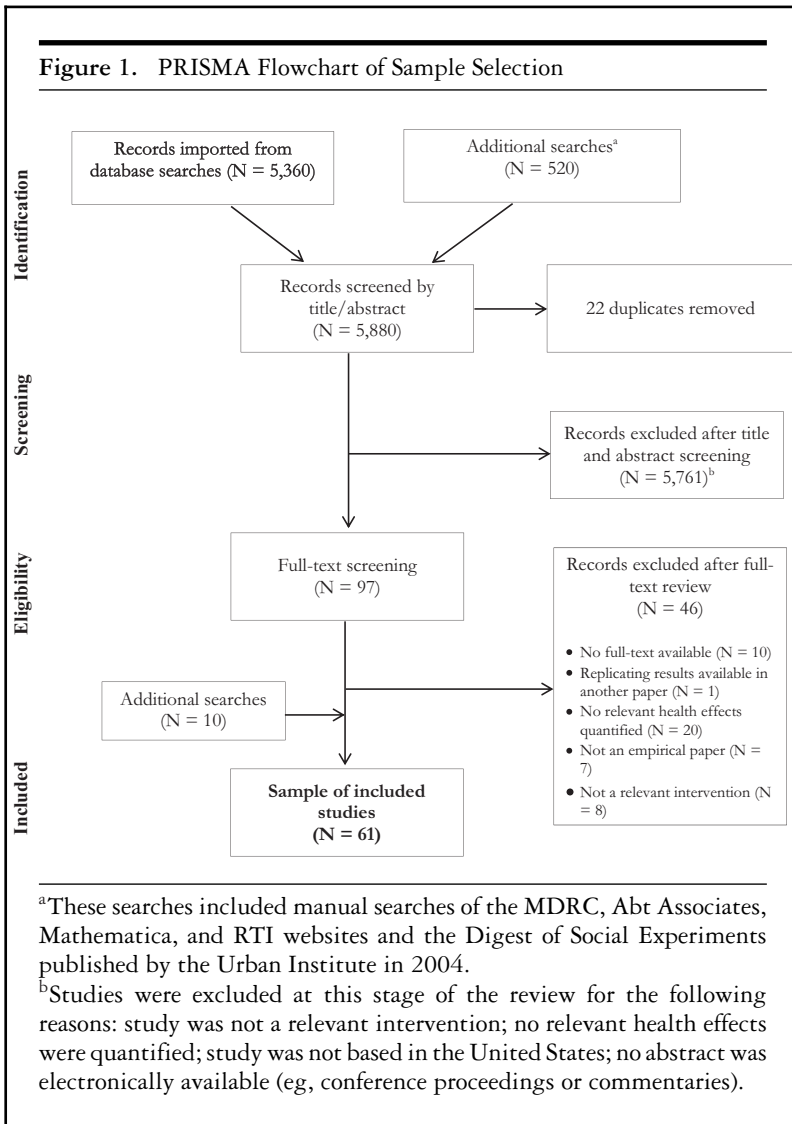 Figure 1. PRISMA Flowchart of Sample Selection
Identification
Records imported from
database searches (N = 5,360)
Additional searchesᵃ
(N = 520)
Records screened by
title/abstract
(N = 5,880)
22 duplicates removed
Screening
Records excluded after title
and abstract screening
(N = 5,761)ᵇ
Eligibility
Full-text screening
(N = 97)
Records excluded after full-
text review
(N = 46)
• No full-text available (N = 10)
• Replicating results available in
another paper (N = 1)
• No relevant health effects
quantified (N = 20)
• Not an empirical paper (N =
7)
• Not a relevant intervention (N
= 8)
Additional searches
(N = 10)
Included
Sample of included
studies
(N = 61)
ᵃThese searches included manual searches of the MDRC, Abt Associates,
Mathematica, and RTI websites and the Digest of Social Experiments
published by the Urban Institute in 2004.
ᵇStudies were excluded at this stage of the review for the following
reasons: study was not a relevant intervention; no relevant health effects
were quantified; study was not based in the United States; no abstract was
electronically available (eg, conference proceedings or commentaries).